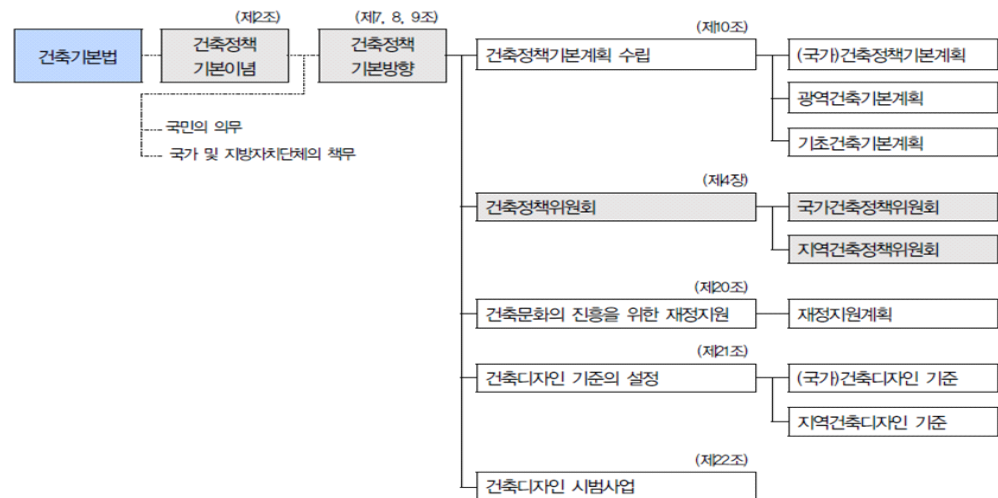 (제2조)
(제7, 8, 9조)
(제10조)
건축기본법
건축정책
기본이념
건축정책
기본방향
건축정책기본계획 수립
(국가)건축정책기본계획
광역건축기본계획
기초건축기본계획
국민의 의무
국가 및 지방자치단체의 책무
(제4장)
건축정책위원회
국가건축정책위원회
지역건축정책위원회
(제20조)
건축문화의 진흥을 위한 재정지원
재정지원계획
(제21조)
건축디자인 기준의 설정
(국가)건축디자인 기준
지역건축디자인 기준
(제22조)
건축디자인 시범사업